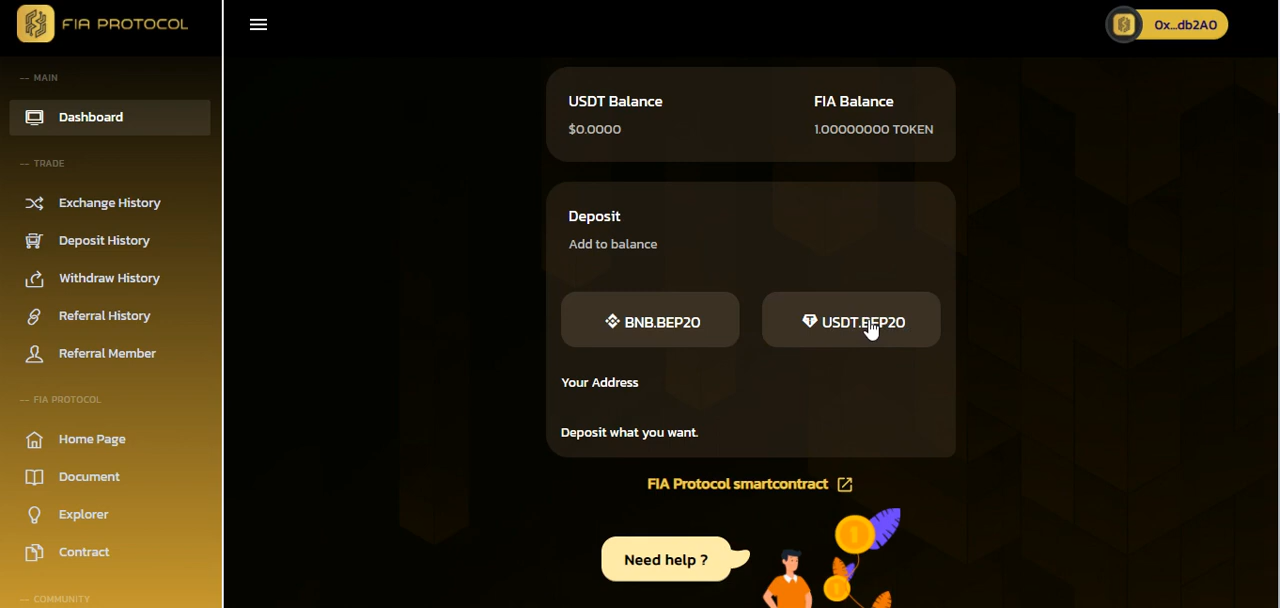 FIA PROTOCOL
0x...db2A0
-- MAIN
Dashboard
-- TRADE
Exchange History
Deposit History
Withdraw History
Referral History
Referral Member
-- FIA PROTOCOL
Home Page
Document
Explorer
Contract
-- COMMUNITY
USDT Balance
FIA Balance
$0.0000
1.00000000 TOKEN
Deposit
Add to balance
BNB.BEP20
USDT.BEP20
Your Address
Deposit what you want.
FIA Protocol smartcontract
Need help ?